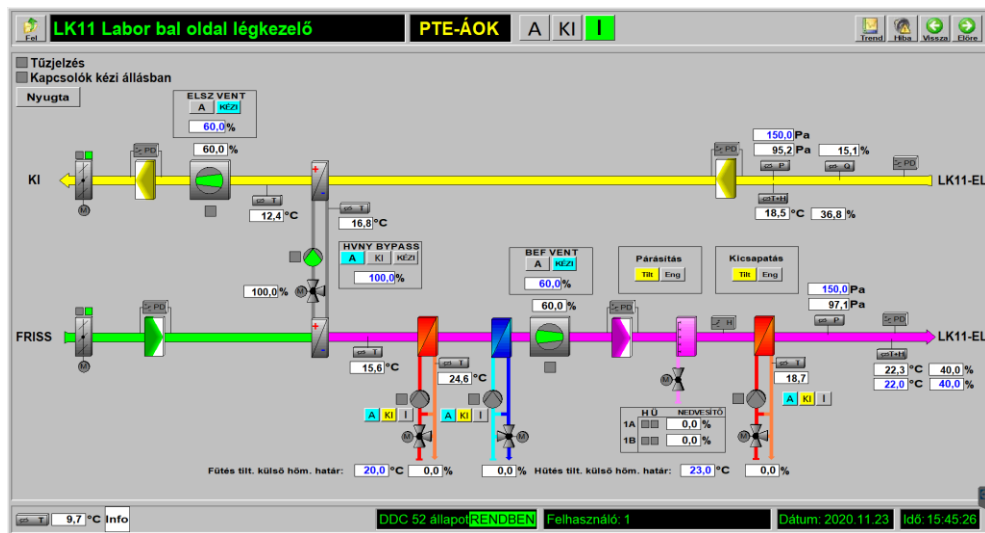 Fel LK11 Labor bal oldal légkezelő PTE-ÁOK A KI I Trend Hiba Vissza Előre
Tűzjelzés
Kapcsolók kézi állásban
Nyugta
ELSZ VENT
A KÉZI
60,0 %
60,0 %
150,0 Pa
95,2 Pa 15,1 %
PD PD P Q PD
KI LK11-EL
M T T T+H
12,4 °C 16,8 °C 18,5 °C 36,8 %
HVNY BYPASS
A KI KÉZI
100,0 %
100,0 % M
BEF VENT
A KÉZI
60,0 %
60,0 %
Párásítás
Tilt Eng
Kicsapatás
Tilt Eng
150,0 Pa
97,1 Pa
PD PD H P PD
FRISS LK11-EL
M T T T T+H
15,6 °C 24,6 °C 18,7 22,3 °C 40,0 %
22,0 °C 40,0 %
A KI I A KI I A KI I
M M M M
H Ü NEDVESÍTŐ
1A 0,0 %
1B 0,0 %
Fűtés tilt. külső hőm. határ: 20,0 °C 0,0 % 0,0 % Hűtés tilt. külső hőm. határ: 23,0 °C 0,0 %
T 9,7 °C Info DDC 52 állapot RENDBEN Felhasználó: 1 Dátum: 2020.11.23 Idő: 15:45:26